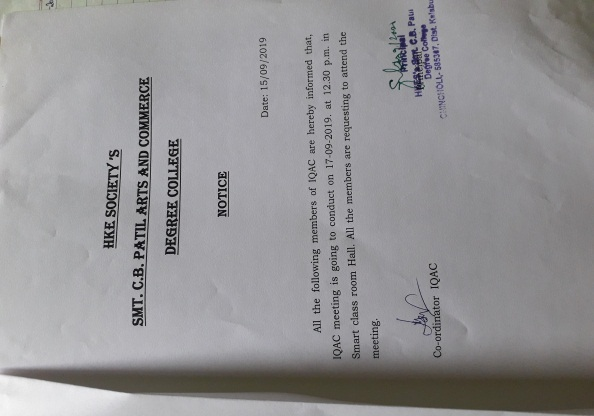 HKE SOCIETY'S
SMT. C.B. PATIL ARTS AND COMMERCE
DEGREE COLLEGE
NOTICE
Date: 15/09/2019
All the following members of IQAC are hereby informed that,
IQAC meeting is going to conduct on 17-09-2019. at 12.30 p.m. in
Smart class room Hall. All the members are requesting to attend the
meeting.
Co-ordinator IQAC
Principal
HKES's Smt. C.B. Patil
Degree College
CHINCHOLI,- 585307, Dist. Kalabu